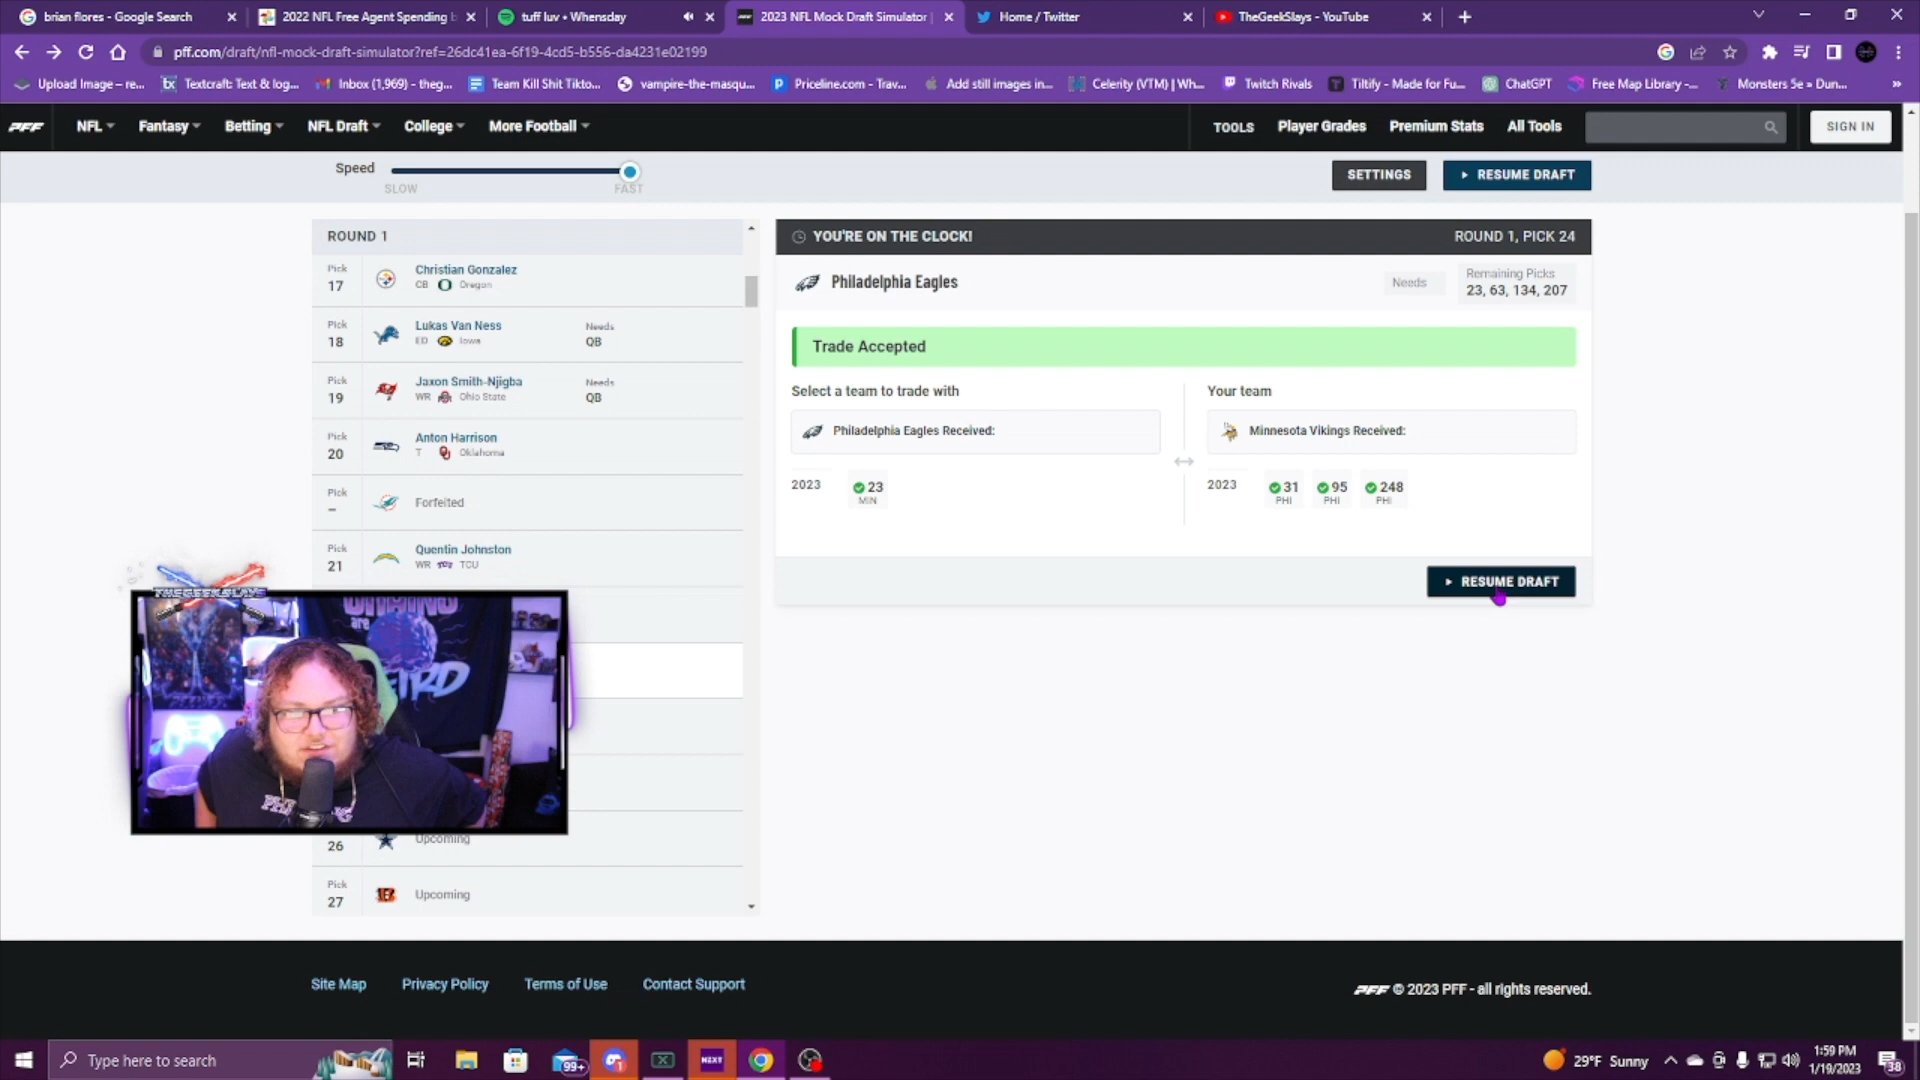 brian flores - Google Search
2022 NFL Free Agent Spending b
tuff luv • Whensday
2023 NFL Mock Draft Simulator |
Home / Twitter
TheGeekSlays - YouTube
pff.com/draft/nfl-mock-draft-simulator?ref=26dc41ea-6f19-4cd5-b556-da4231e02199
Upload Image – re...
Textcraft: Text & log...
Inbox (1,969) – theg...
Team Kill Shit Tikto...
vampire-the-masqu...
Priceline.com - Trav...
Add still images in...
Celerity (VTM) | Wh...
Twitch Rivals
Tiltify - Made for Fu...
ChatGPT
Free Map Library –...
Monsters 5e » Dun...
PFF
NFL
Fantasy
Betting
NFL Draft
College
More Football
TOOLS
Player Grades
Premium Stats
All Tools
SIGN IN
Speed
SLOW
FAST
SETTINGS
RESUME DRAFT
ROUND 1
Pick 17
Christian Gonzalez
CB Oregon
Pick 18
Lukas Van Ness
ED Iowa
Needs
QB
Pick 19
Jaxon Smith-Njigba
WR Ohio State
Needs
QB
Pick 20
Anton Harrison
T Oklahoma
Pick –
Forfeited
Pick 21
Quentin Johnston
WR TCU
26
Upcoming
Pick 27
Upcoming
YOU'RE ON THE CLOCK!
ROUND 1, PICK 24
Philadelphia Eagles
Needs
Remaining Picks
23, 63, 134, 207
Trade Accepted
Select a team to trade with
Your team
Philadelphia Eagles Received:
Minnesota Vikings Received:
2023
23
MIN
2023
31
PHI
95
PHI
248
PHI
RESUME DRAFT
THEGEEKSLAYS
Site Map
Privacy Policy
Terms of Use
Contact Support
PFF © 2023 PFF - all rights reserved.
Type here to search
99+
1
NZXT
29°F Sunny
1:59 PM
1/19/2023
38